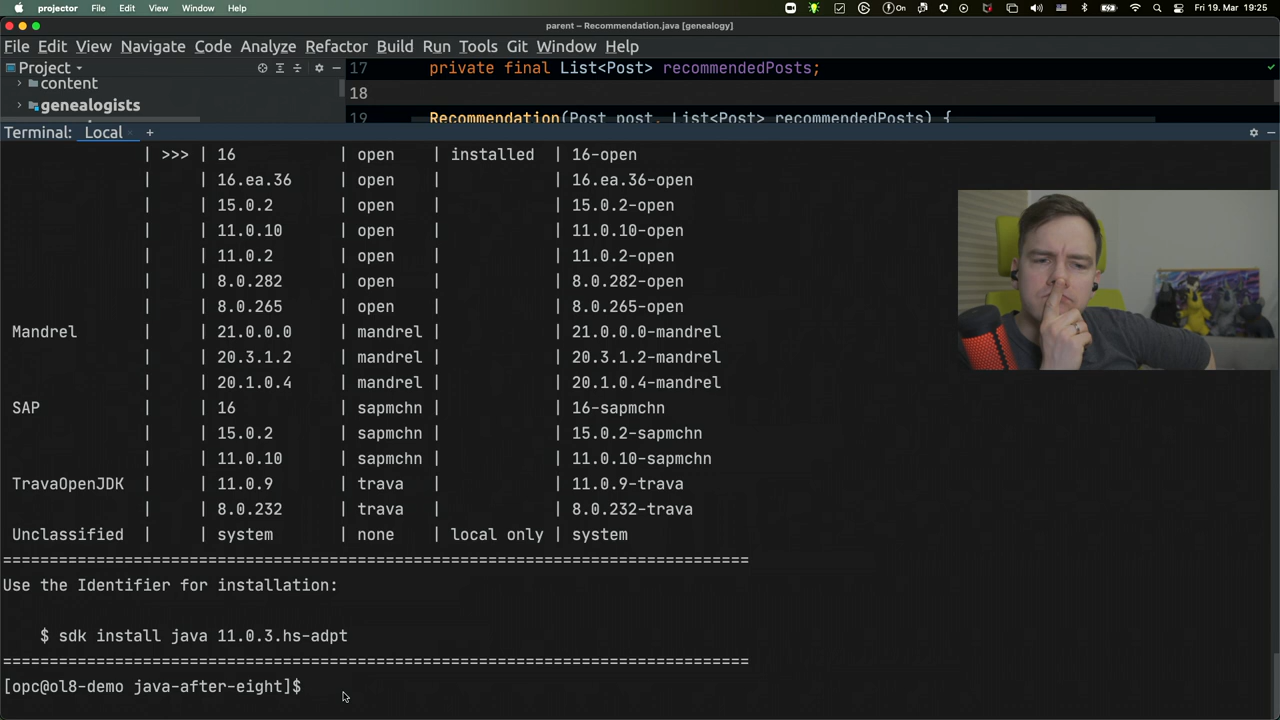 projector File Edit View Window Help Fri 19. Mar 19:25
parent – Recommendation.java [genealogy]
File Edit View Navigate Code Analyze Refactor Build Run Tools Git Window Help
Project
content
genealogists
17 private final List<Post> recommendedPosts;
18
19 Recommendation(Post post, List<Post> recommendedPosts) {
Terminal: Local × +
| >>> | 16 | open | installed | 16-open
| | 16.ea.36 | open | | 16.ea.36-open
| | 15.0.2 | open | | 15.0.2-open
| | 11.0.10 | open | | 11.0.10-open
| | 11.0.2 | open | | 11.0.2-open
| | 8.0.282 | open | | 8.0.282-open
| | 8.0.265 | open | | 8.0.265-open
Mandrel | | 21.0.0.0 | mandrel | | 21.0.0.0-mandrel
| | 20.3.1.2 | mandrel | | 20.3.1.2-mandrel
| | 20.1.0.4 | mandrel | | 20.1.0.4-mandrel
SAP | | 16 | sapmchn | | 16-sapmchn
| | 15.0.2 | sapmchn | | 15.0.2-sapmchn
| | 11.0.10 | sapmchn | | 11.0.10-sapmchn
TravaOpenJDK | | 11.0.9 | trava | | 11.0.9-trava
| | 8.0.232 | trava | | 8.0.232-trava
Unclassified | | system | none | local only | system
================================================================================
Use the Identifier for installation:
$ sdk install java 11.0.3.hs-adpt
================================================================================
[opc@ol8-demo java-after-eight]$